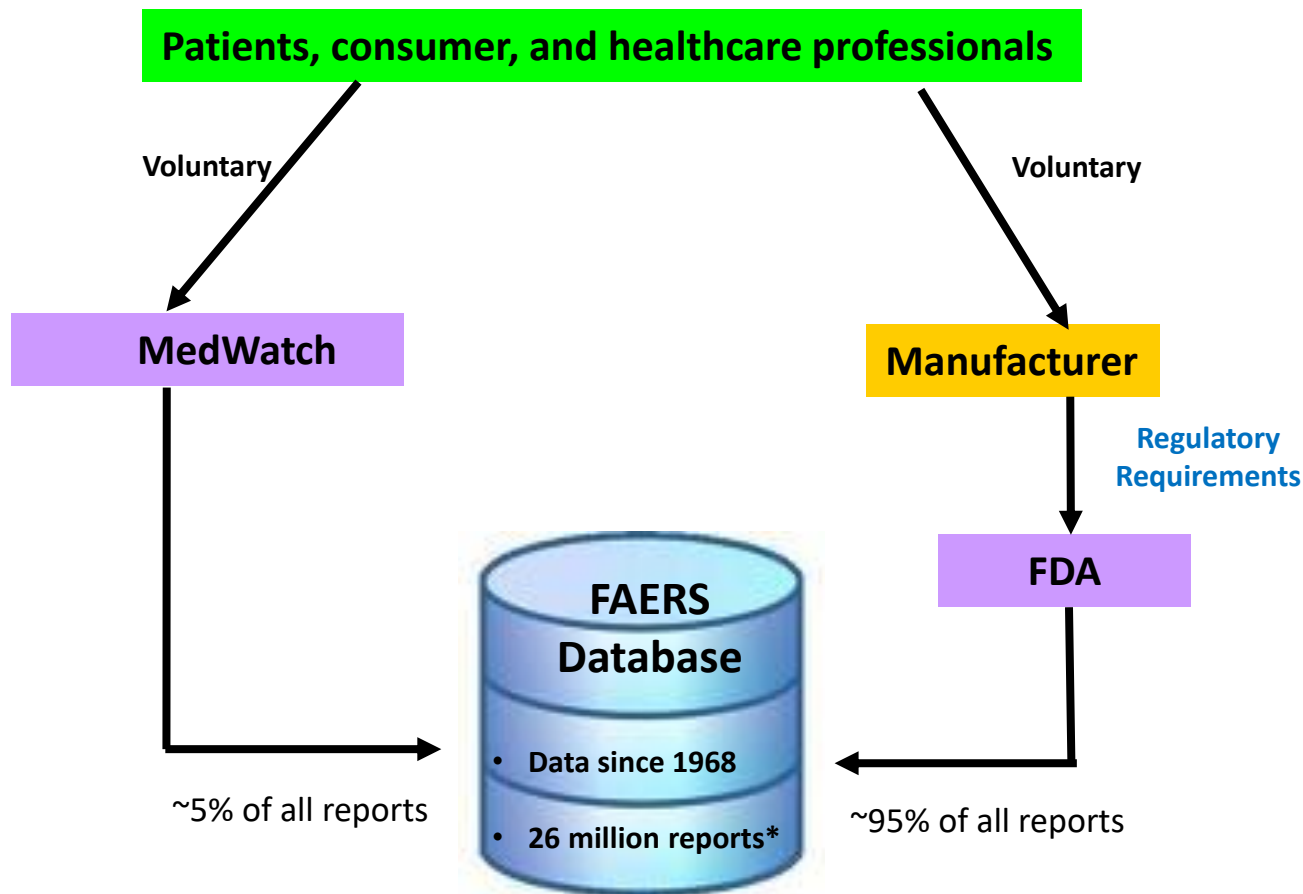 Patients, consumer, and healthcare professionals
Voluntary
Voluntary
MedWatch
Manufacturer
Regulatory
Requirements
FDA
FAERS
Database
• Data since 1968
• 26 million reports*
~5% of all reports
~95% of all reports